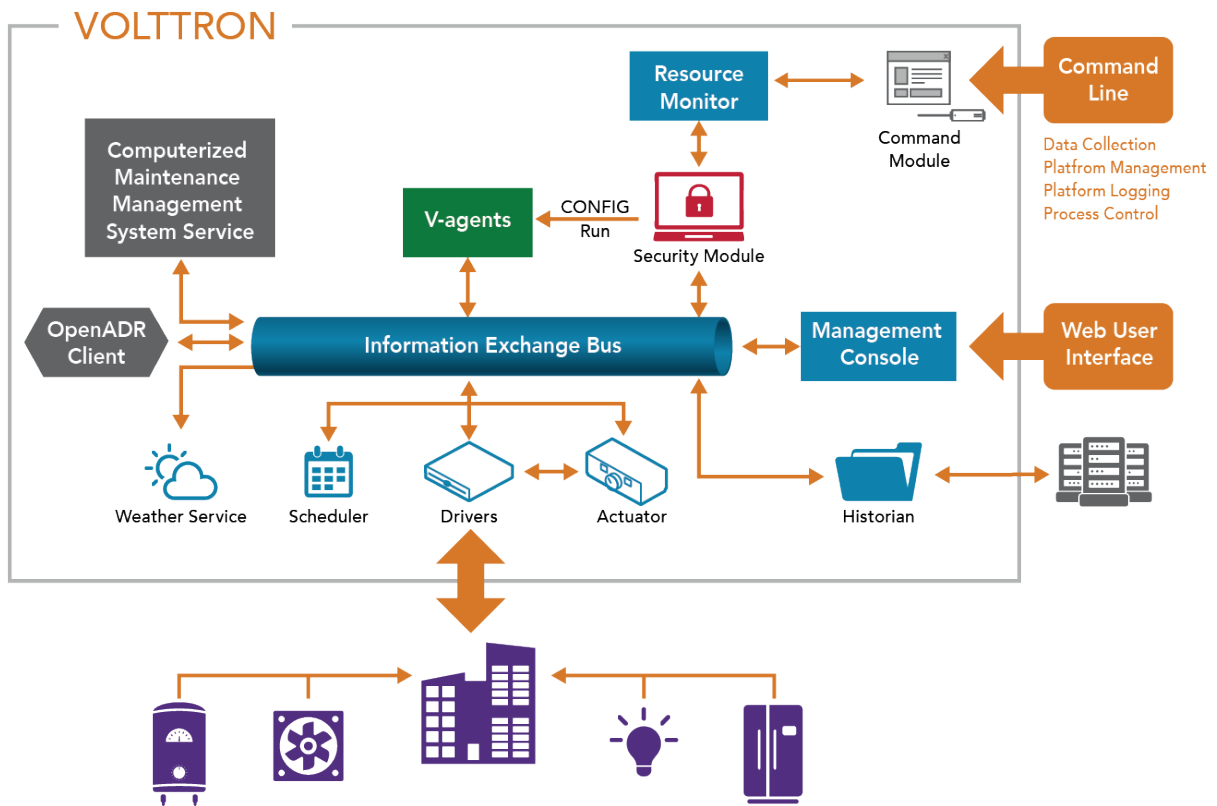 VOLTTRON
Resource
Monitor
Command
Module
Command
Line
Data Collection
Platfrom Management
Platform Logging
Process Control
Computerized
Maintenance
Management
System Service
V-agents
CONFIG
Run
Security Module
OpenADR
Client
Information Exchange Bus
Management
Console
Web User
Interface
Weather Service
Scheduler
Drivers
Actuator
Historian